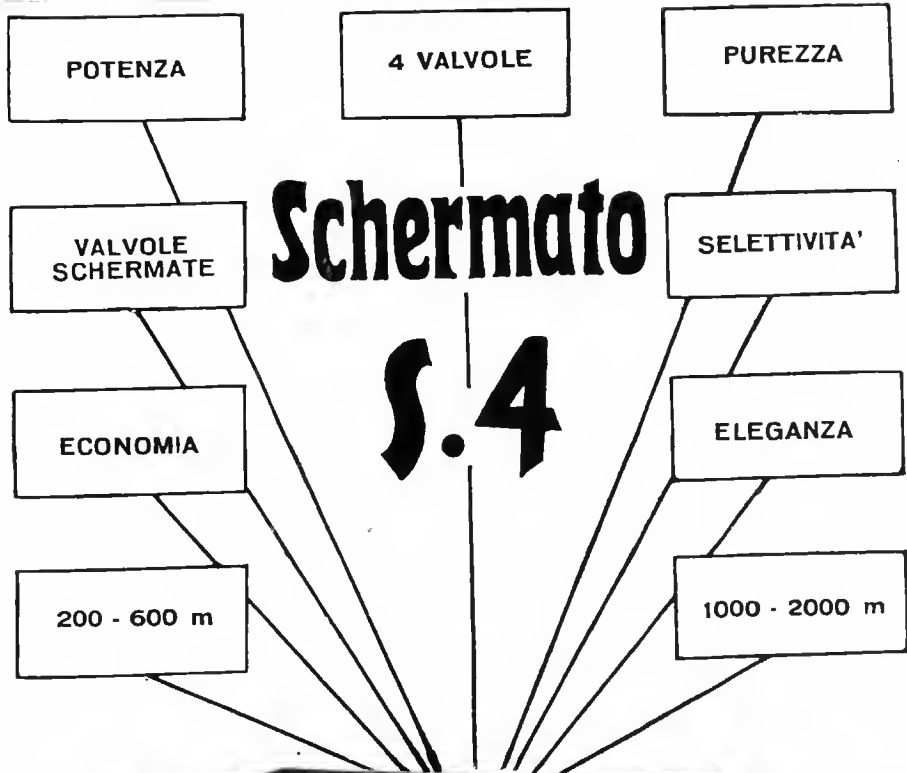 POTENZA
4 VALVOLE
PUREZZA
Schermato
VALVOLE
SCHERMATE
SELETTIVITA'
S.4
ECONOMIA
ELEGANZA
200 - 600 m
1000 - 2000 m